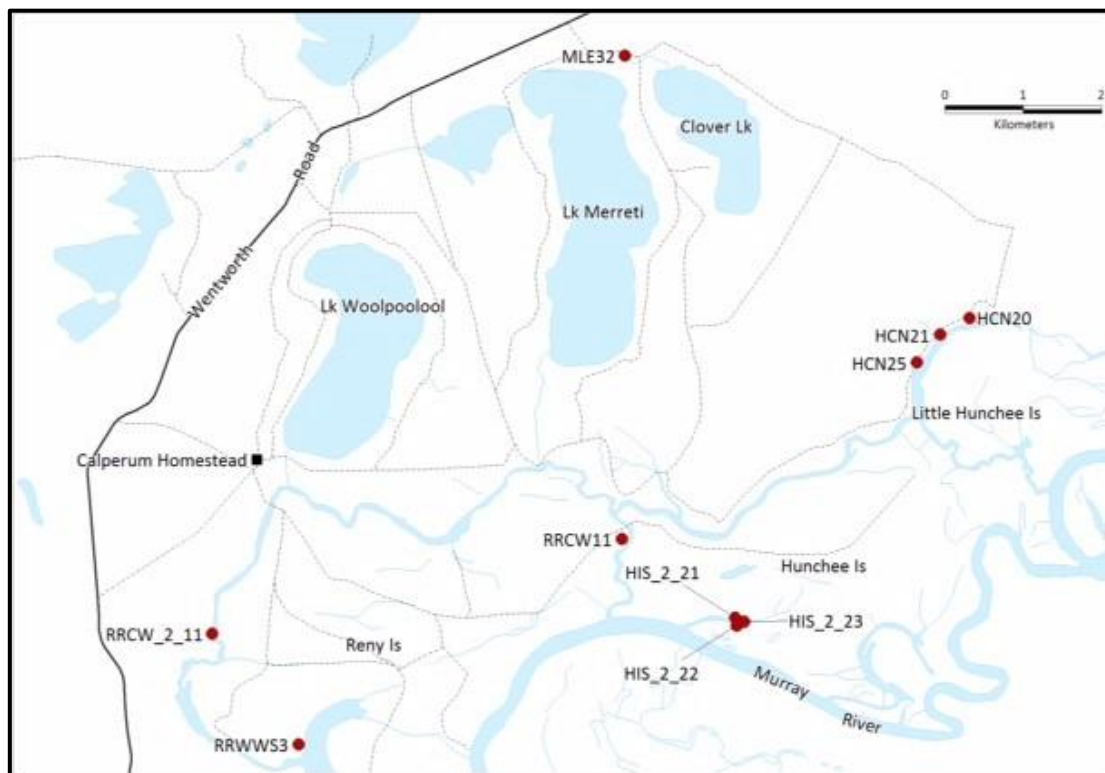 MLE32
0 1 2
Kilometers
Clover Lk
Wentworth Road
Lk Merreti
Lk Woolpoolool
HCN20
HCN21
HCN25
Little Hunchee Is
Calperum Homestead
RRCW11
HIS_2_21
Hunchee Is
HIS_2_23
RRCW_2_11
Reny Is
HIS_2_22
Murray River
RRWWS3